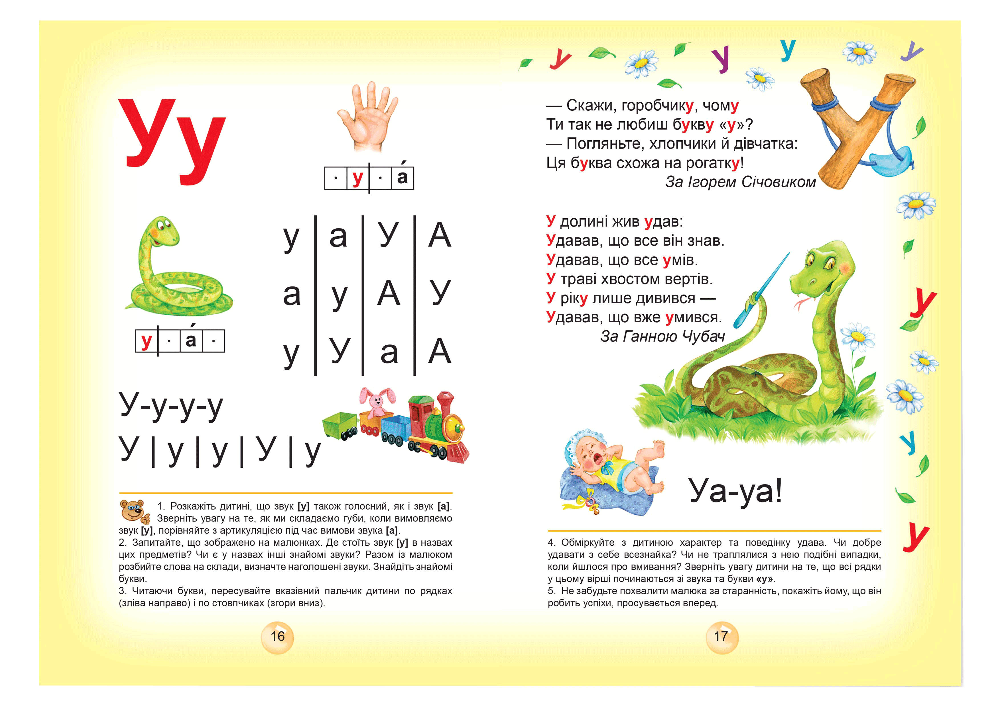 Уу
· у · а́
у · а́ ·
у а У А
а у А У
у У а А
У-у-у-у
У | у | у | У | у
1. Розкажіть дитині, що звук [у] також голосний, як і звук [а].
Зверніть увагу на те, як ми складаємо губи, коли вимовляємо
звук [у], порівняйте з артикуляцією під час вимови звука [а].
2. Запитайте, що зображено на малюнках. Де стоїть звук [у] в назвах
цих предметів? Чи є у назвах інші знайомі звуки? Разом із малюком
розбийте слова на склади, визначте наголошені звуки. Знайдіть знайомі
букви.
3. Читаючи букви, пересувайте вказівний пальчик дитини по рядках
(зліва направо) і по стовпчиках (згори вниз).
16
у у у у
— Скажи, горобчику, чому
Ти так не любиш букву «у»?
— Погляньте, хлопчики й дівчатка:
Ця буква схожа на рогатку!
За Ігорем Січовиком
У долині жив удав:
Удавав, що все він знав.
Удавав, що все умів.
У траві хвостом вертів.
У ріку лише дивився —
Удавав, що вже умився.
За Ганною Чубач
у
у
Уа-уа!
у
4. Обміркуйте з дитиною характер та поведінку удава. Чи добре
удавати з себе всезнайка? Чи не траплялися з нею подібні випадки,
коли йшлося про вмивання? Зверніть увагу дитини на те, що всі рядки
у цьому вірші починаються зі звука та букви «у».
5. Не забудьте похвалити малюка за старанність, покажіть йому, що він
робить успіхи, просувається вперед.
17